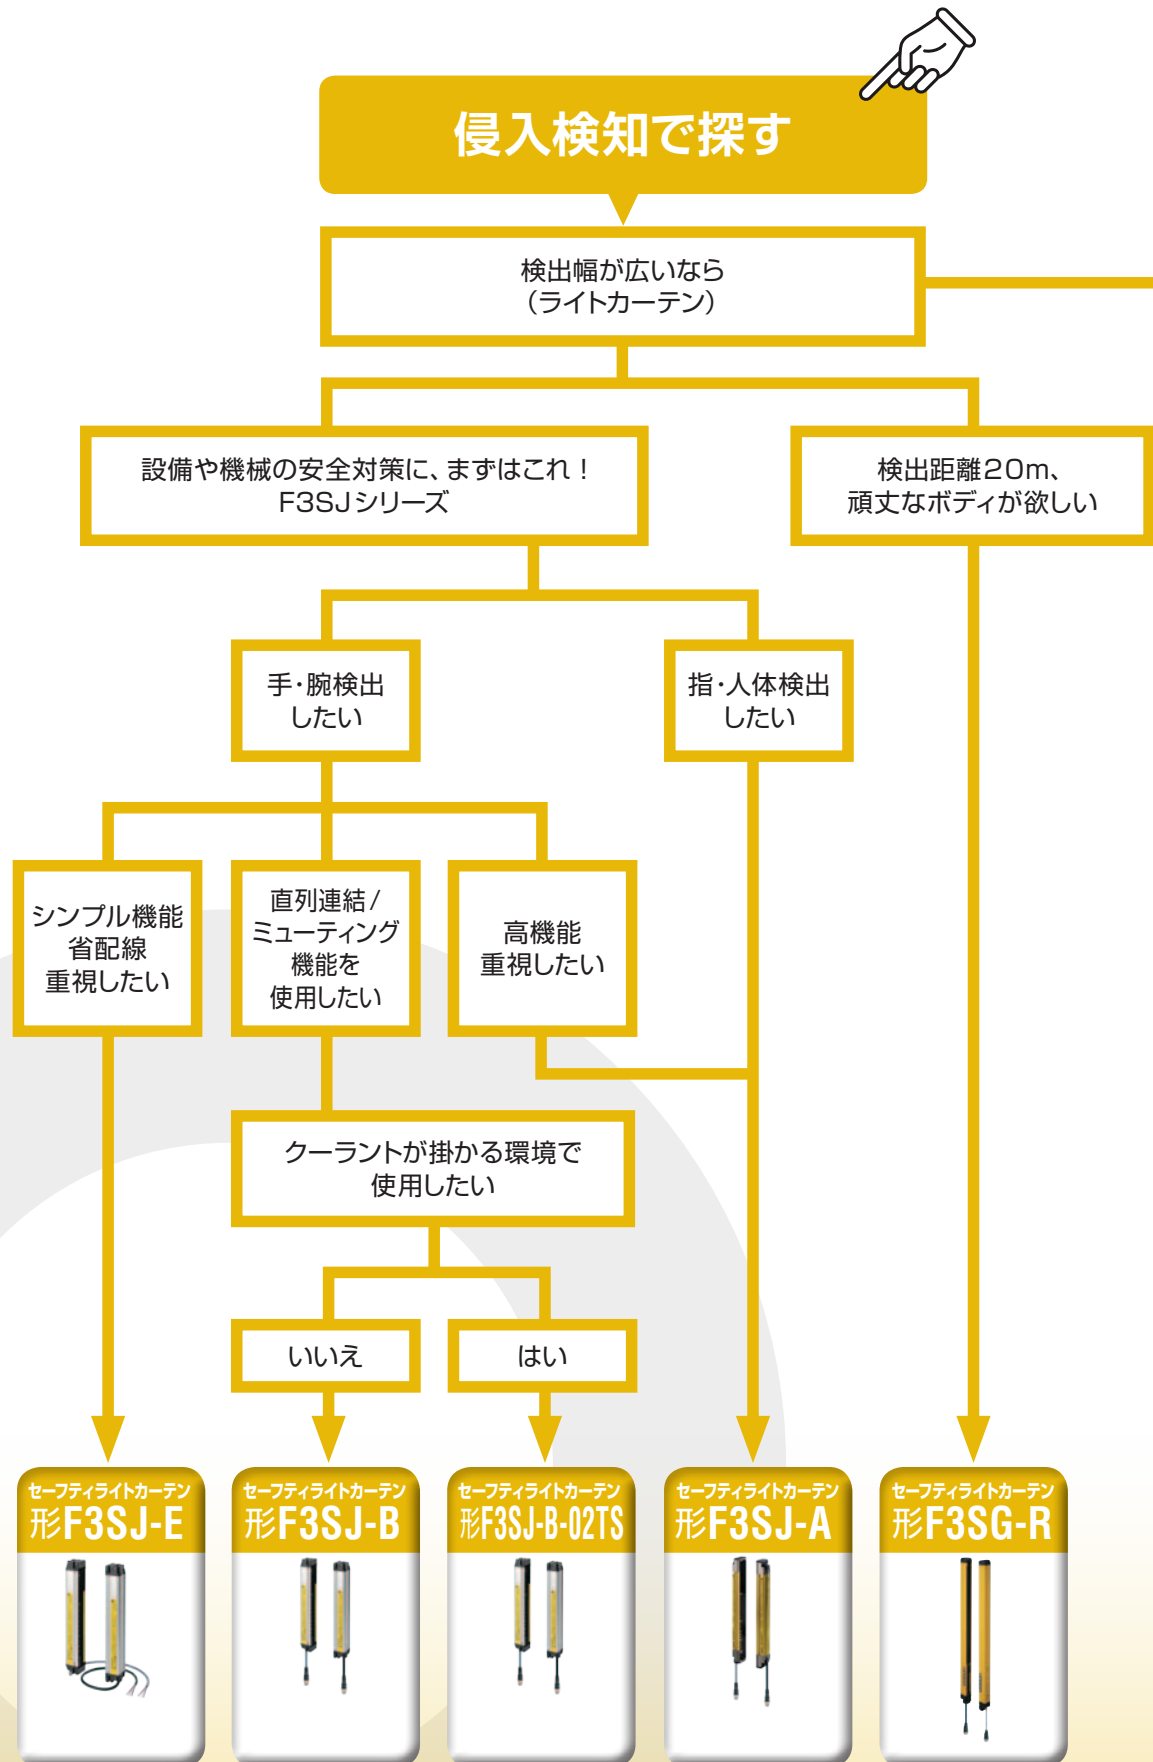 侵入検知で探す
検出幅が広いなら
（ライトカーテン）
設備や機械の安全対策に、まずはこれ！
F3SJシリーズ
検出距離20m、
頑丈なボディが欲しい
手・腕検出
したい
指・人体検出
したい
シンプル機能
省配線
重視したい
直列連結/
ミューティング
機能を
使用したい
高機能
重視したい
クーラントが掛かる環境で
使用したい
いいえ
はい
セーフティライトカーテン
形F3SJ-E
セーフティライトカーテン
形F3SJ-B
セーフティライトカーテン
形F3SJ-B-02TS
セーフティライトカーテン
形F3SJ-A
セーフティライトカーテン
形F3SG-R